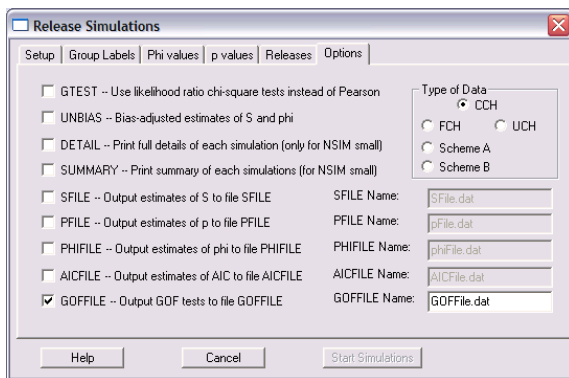 Release Simulations
Setup Group Labels Phi values p values Releases Options
GTEST -- Use likelihood ratio chi-square tests instead of Pearson
UNBIAS -- Bias-adjusted estimates of S and phi
DETAIL -- Print full details of each simulation (only for NSIM small)
SUMMARY -- Print summary of each simulations (for NSIM small)
Type of Data
CCH
FCH UCH
Scheme A
Scheme B
SFILE -- Output estimates of S to file SFILE SFILE Name: SFile.dat
PFILE -- Output estimates of p to file PFILE PFILE Name: pFile.dat
PHIFILE -- Output estimates of phi to file PHIFILE PHIFILE Name: phiFile.dat
AICFILE -- Output estimates of AIC to file AICFILE AICFILE Name: AICFile.dat
GOFFILE -- Output GOF tests to file GOFFILE GOFFILE Name: GOFFile.dat
Help Cancel Start Simulations